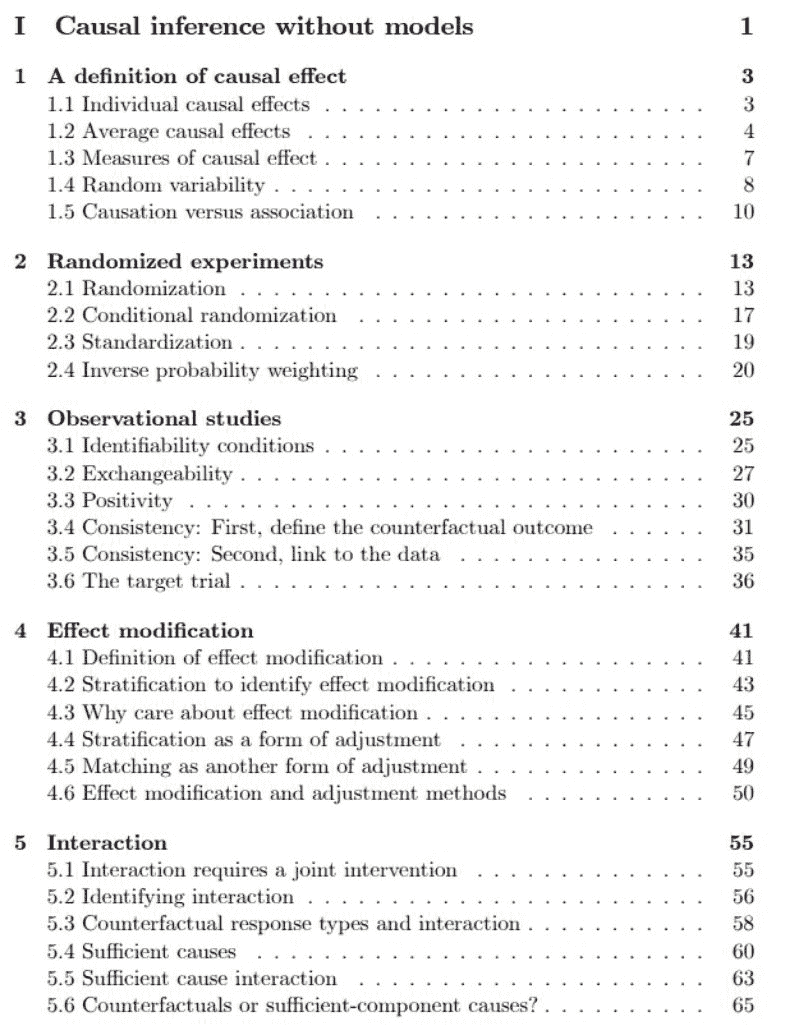 I Causal inference without models 1
1 A definition of causal effect 3
1.1 Individual causal effects . . . . . . . . . . . . . . . . . . . . . . . 3
1.2 Average causal effects . . . . . . . . . . . . . . . . . . . . . . . . 4
1.3 Measures of causal effect . . . . . . . . . . . . . . . . . . . . . . . 7
1.4 Random variability . . . . . . . . . . . . . . . . . . . . . . . . . . 8
1.5 Causation versus association . . . . . . . . . . . . . . . . . . . . 10
2 Randomized experiments 13
2.1 Randomization . . . . . . . . . . . . . . . . . . . . . . . . . . . . 13
2.2 Conditional randomization . . . . . . . . . . . . . . . . . . . . . 17
2.3 Standardization . . . . . . . . . . . . . . . . . . . . . . . . . . . . 19
2.4 Inverse probability weighting . . . . . . . . . . . . . . . . . . . . 20
3 Observational studies 25
3.1 Identifiability conditions . . . . . . . . . . . . . . . . . . . . . . . 25
3.2 Exchangeability . . . . . . . . . . . . . . . . . . . . . . . . . . . . 27
3.3 Positivity . . . . . . . . . . . . . . . . . . . . . . . . . . . . . . . 30
3.4 Consistency: First, define the counterfactual outcome . . . . . . 31
3.5 Consistency: Second, link to the data . . . . . . . . . . . . . . . 35
3.6 The target trial . . . . . . . . . . . . . . . . . . . . . . . . . . . . 36
4 Effect modification 41
4.1 Definition of effect modification . . . . . . . . . . . . . . . . . . . 41
4.2 Stratification to identify effect modification . . . . . . . . . . . . 43
4.3 Why care about effect modification . . . . . . . . . . . . . . . . . 45
4.4 Stratification as a form of adjustment . . . . . . . . . . . . . . . 47
4.5 Matching as another form of adjustment . . . . . . . . . . . . . . 49
4.6 Effect modification and adjustment methods . . . . . . . . . . . 50
5 Interaction 55
5.1 Interaction requires a joint intervention . . . . . . . . . . . . . . 55
5.2 Identifying interaction . . . . . . . . . . . . . . . . . . . . . . . . 56
5.3 Counterfactual response types and interaction . . . . . . . . . . . 58
5.4 Sufficient causes . . . . . . . . . . . . . . . . . . . . . . . . . . . 60
5.5 Sufficient cause interaction . . . . . . . . . . . . . . . . . . . . . 63
5.6 Counterfactuals or sufficient-component causes? . . . . . . . . . . 65